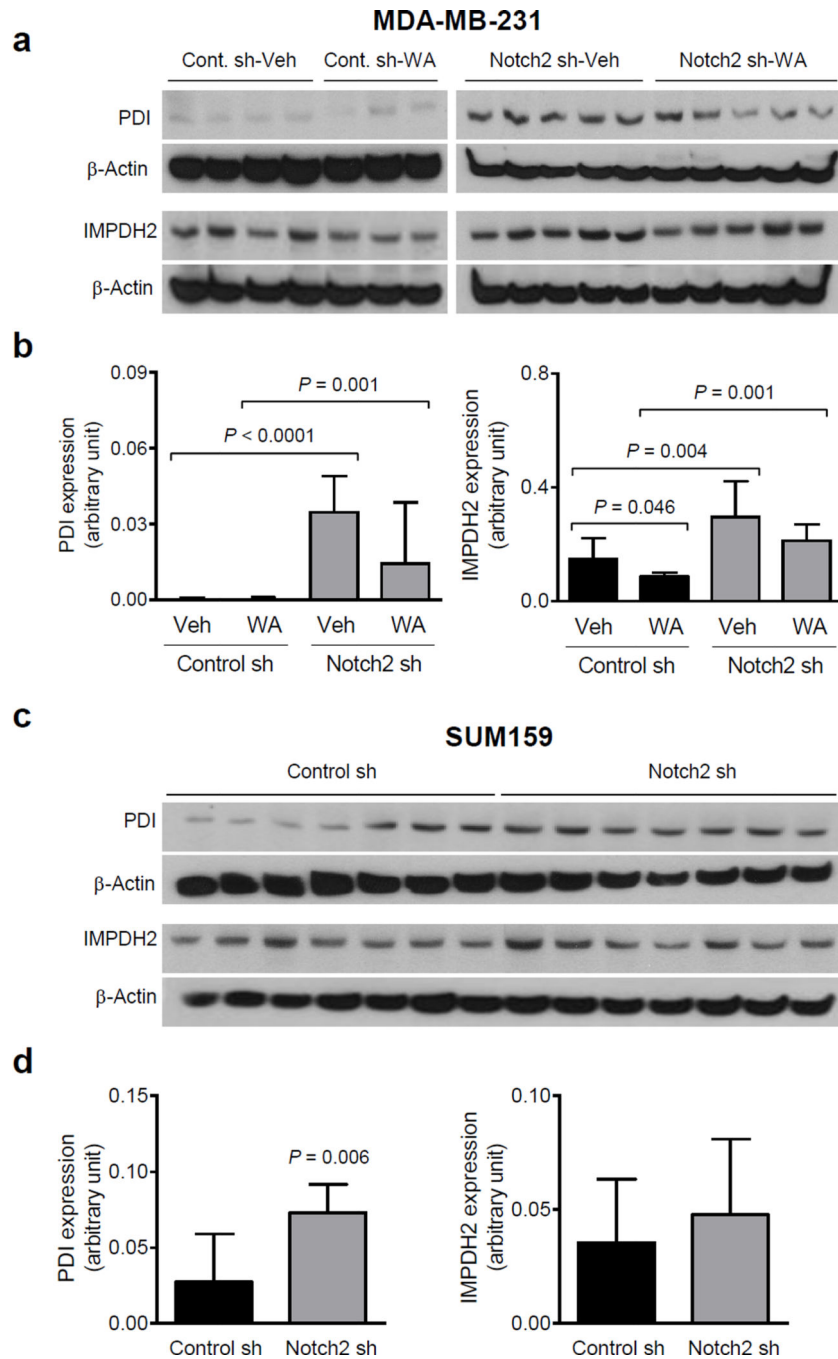 MDA-MB-231
a
Cont. sh-Veh Cont. sh-WA Notch2 sh-Veh Notch2 sh-WA
PDI
β-Actin
IMPDH2
β-Actin
b
PDI expression
(arbitrary unit)
0.09
0.06
0.03
0.00
P = 0.001
P < 0.0001
Veh WA Veh WA
Control sh Notch2 sh
IMPDH2 expression
(arbitrary unit)
0.8
0.4
0.0
P = 0.001
P = 0.004
P = 0.046
Veh WA Veh WA
Control sh Notch2 sh
c
SUM159
Control sh Notch2 sh
PDI
β-Actin
IMPDH2
β-Actin
d
PDI expression
(arbitrary unit)
0.15
0.10
0.05
0.00
P = 0.006
Control sh Notch2 sh
IMPDH2 expression
(arbitrary unit)
0.10
0.05
0.00
Control sh Notch2 sh